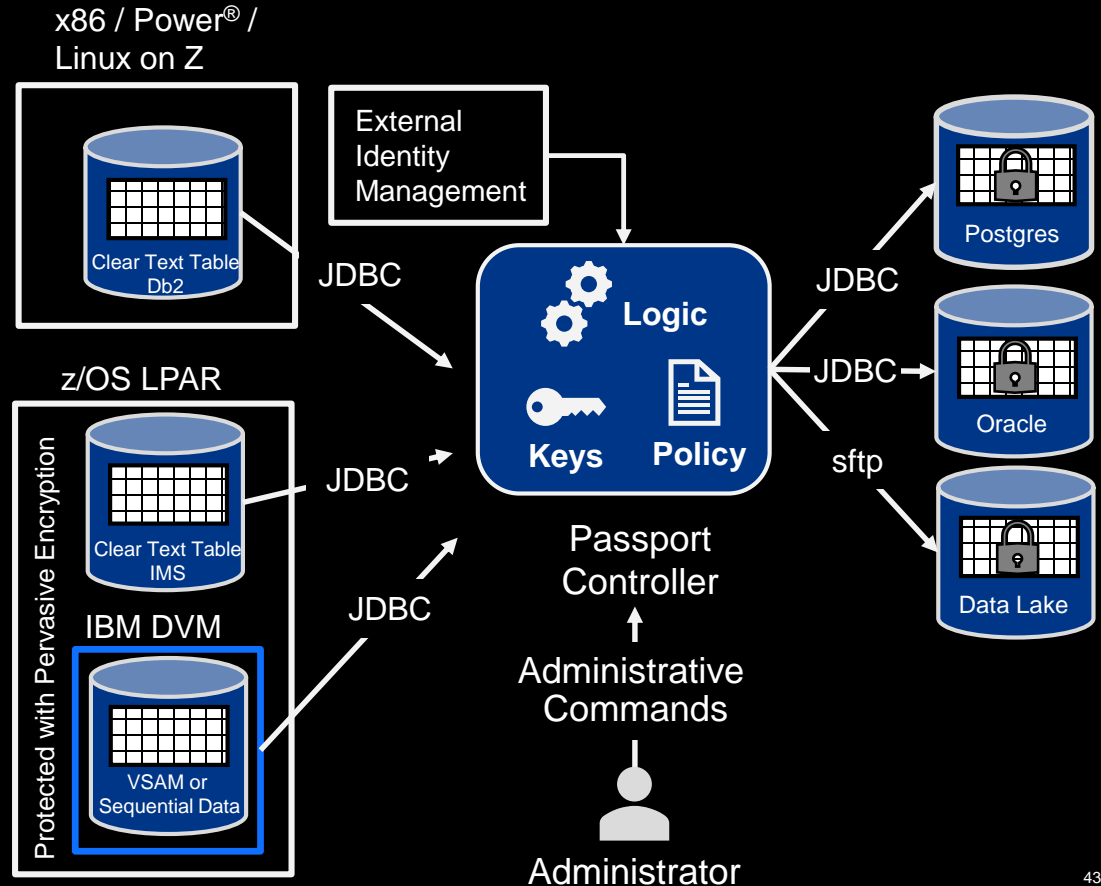 x86 / Power® /
Linux on Z
Clear Text Table
Db2
JDBC
External
Identity
Management
z/OS LPAR
Protected with Pervasive Encryption
Clear Text Table
IMS
JDBC
IBM DVM
VSAM or
Sequential Data
JDBC
Logic
Keys
Policy
Passport
Controller
Administrative
Commands
Administrator
JDBC
JDBC
sftp
Postgres
Oracle
Data Lake
43